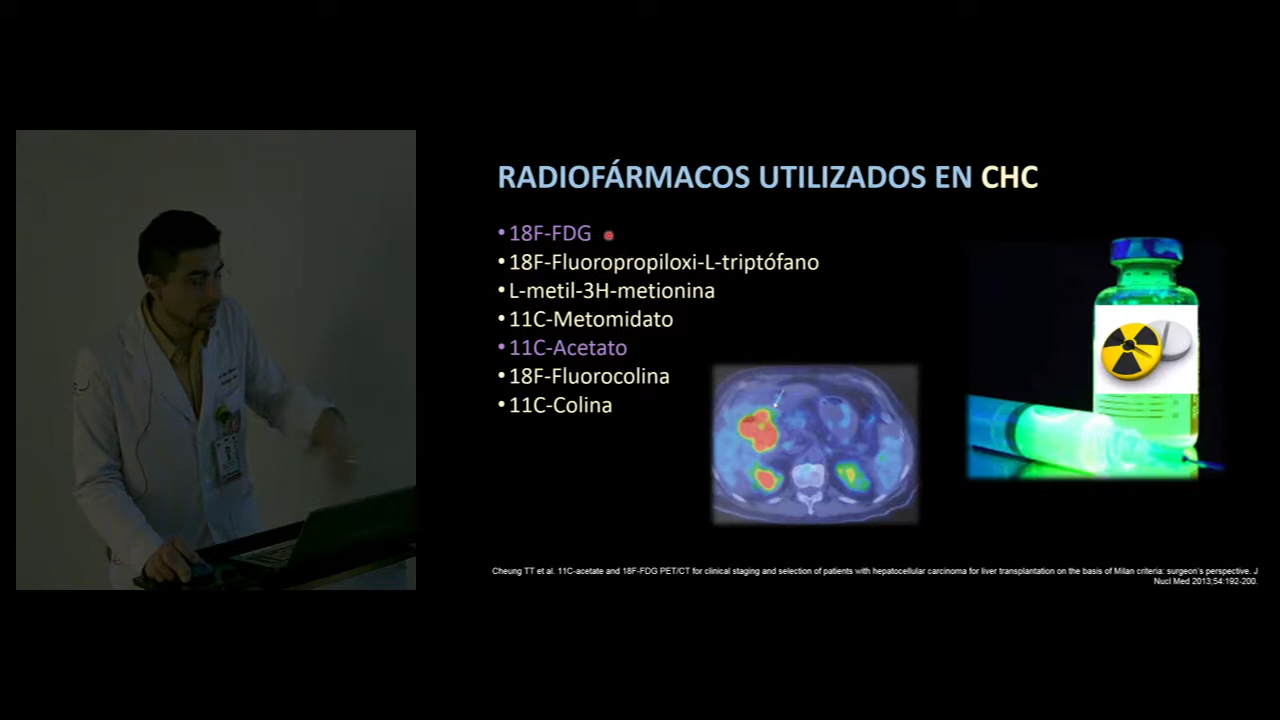 RADIOFÁRMACOS UTILIZADOS EN CHC
•18F-FDG
•18F-Fluoropropiloxi-L-triptófano
•L-metil-3H-metionina
•11C-Metomidato
•11C-Acetato
•18F-Fluorocolina
•11C-Colina
Cheung TT et al. 11C-acetate and 18F-FDG PET/CT for clinical staging and selection of patients with hepatocellular carcinoma for liver transplantation on the basis of Milan criteria: surgeon's perspective. J
Nucl Med 2013;54:192-200.